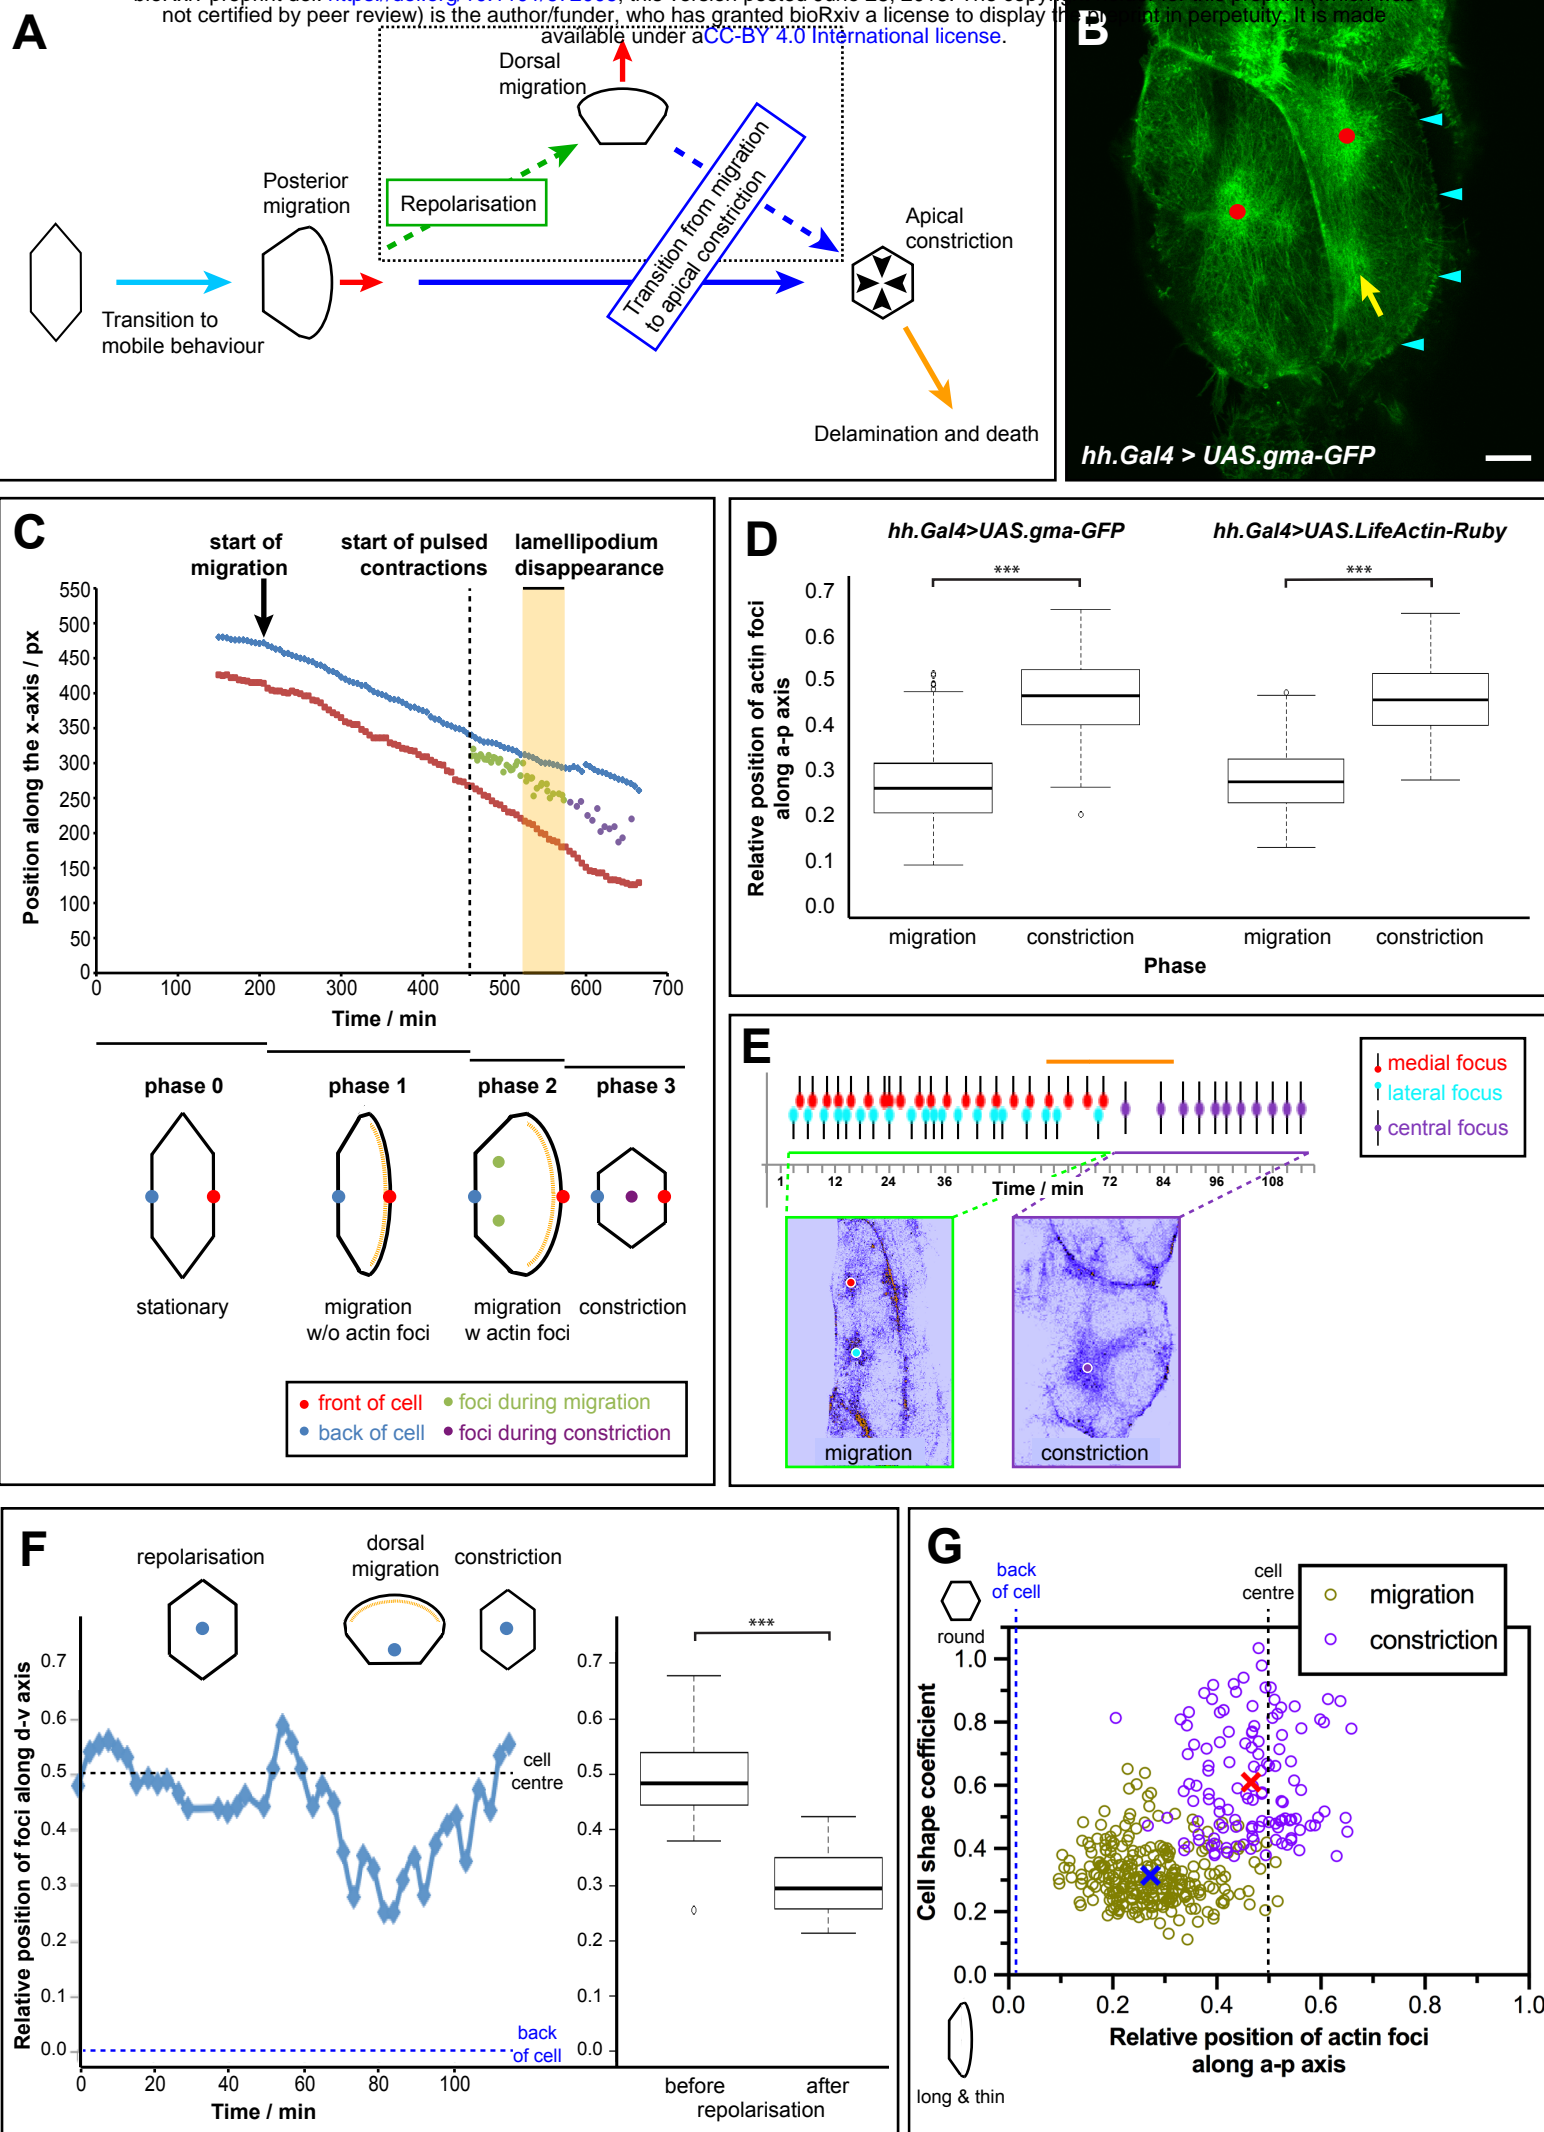 not certified by peer review) is the author/funder, who has granted bioRxiv a license to display the preprint in perpetuity. It is made
available under aCC-BY 4.0 International license.
A
Dorsal
migration
Repolarisation
Posterior
migration
Transition from migration
to apical constriction
Apical
constriction
Transition to
mobile behaviour
Delamination and death
B
hh.Gal4 > UAS.gma-GFP
C
start of
migration
start of pulsed
contractions
lamellipodium
disappearance
Position along the x-axis / px
550
500
450
400
350
300
250
200
150
100
50
0
0 100 200 300 400 500 600 700
Time / min
phase 0 phase 1 phase 2 phase 3
stationary
migration
w/o actin foci
migration
w actin foci
constriction
front of cell
foci during migration
back of cell
foci during constriction
D
hh.Gal4>UAS.gma-GFP
hh.Gal4>UAS.LifeActin-Ruby
*** ***
Relative position of actin foci
along a-p axis
0.7
0.6
0.5
0.4
0.3
0.2
0.1
0.0
migration constriction migration constriction
Phase
E
medial focus
lateral focus
central focus
1 12 24 36 Time / min 72 84 96 108
migration
constriction
F
repolarisation
dorsal
migration
constriction
Relative position of foci along d-v axis
0.7
0.6
0.5
0.4
0.3
0.2
0.1
0.0
cell
centre
back
of cell
0 20 40 60 80 100
Time / min
***
0.7
0.6
0.5
0.4
0.3
0.2
0.1
0.0
before after
repolarisation
G
back
of cell
cell
centre
migration
constriction
round
Cell shape coefficient
1.0
0.8
0.6
0.4
0.2
0.0
0.0 0.2 0.4 0.6 0.8 1.0
Relative position of actin foci
along a-p axis
long & thin